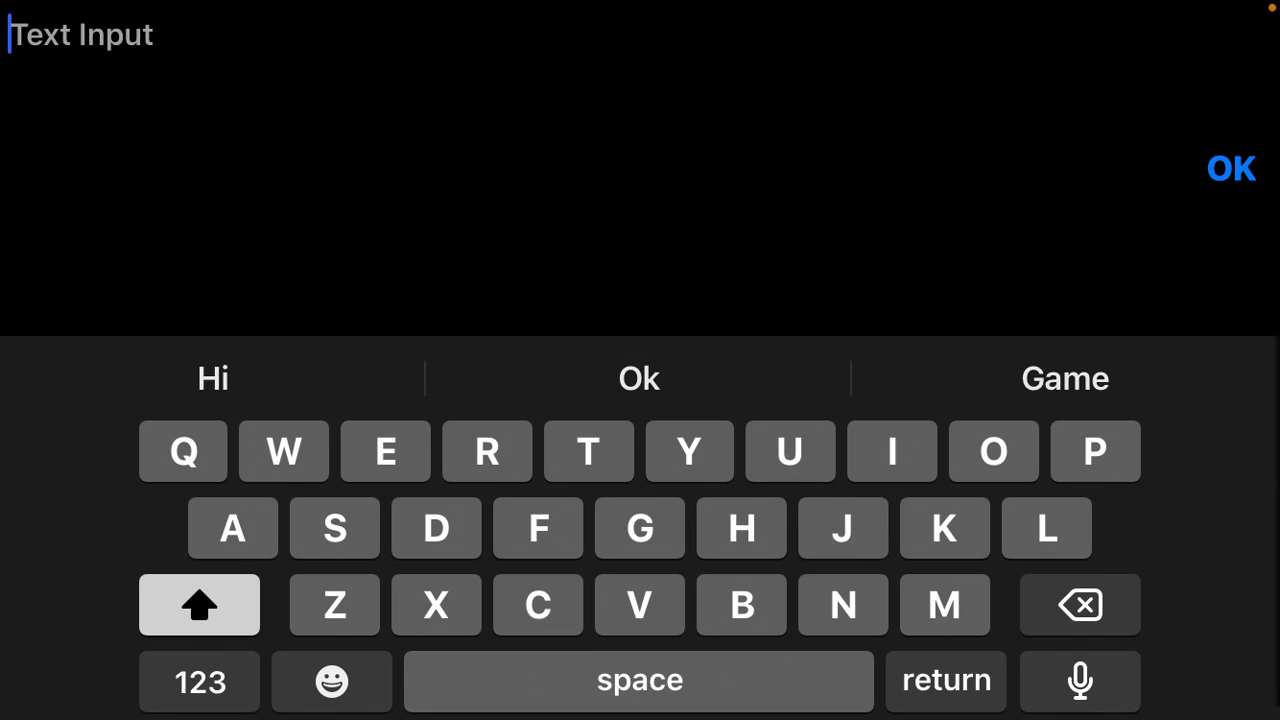 Text Input
OK
Hi Ok Game
Q W E R T Y U I O P
A S D F G H J K L
Z X C V B N M
123 space return